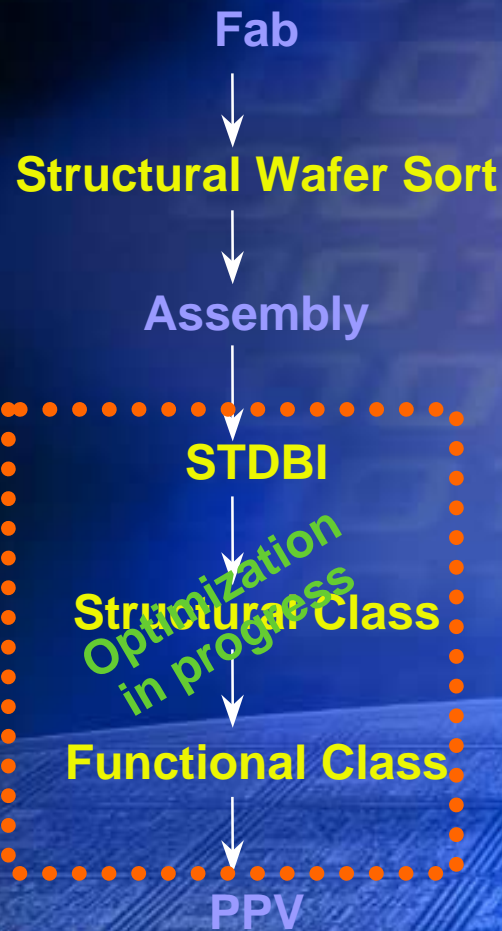 Fab
Structural Wafer Sort
Assembly
STDBI
Optimization
in progress
Structural Class
Functional Class
PPV